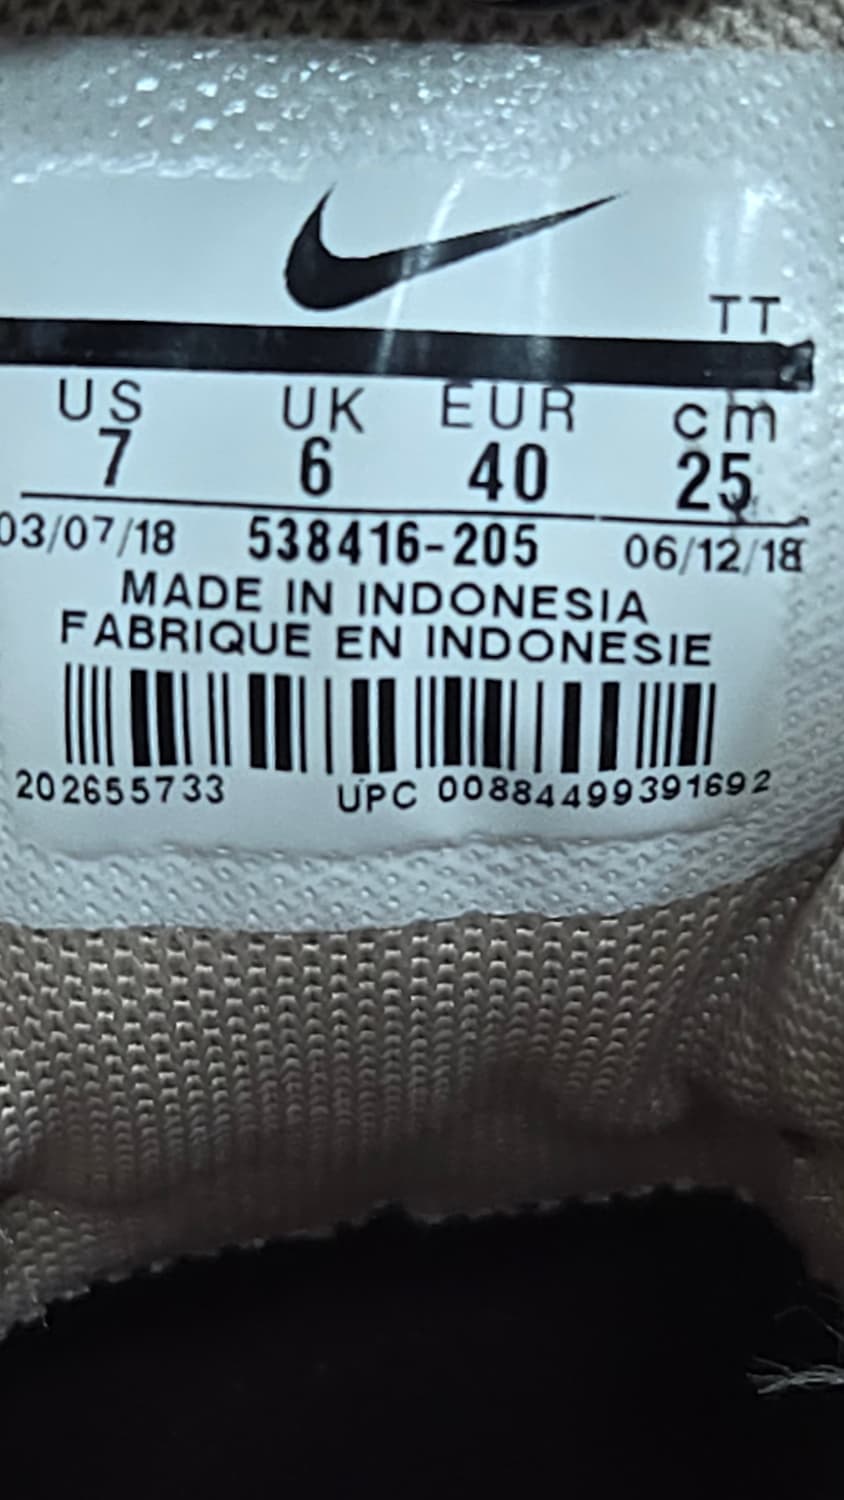 TT
US UK EUR cm
7 6 40 25
03/07/18 538416-205 06/12/18
MADE IN INDONESIA
FABRIQUE EN INDONESIE
202655733 UPC 00884499391692